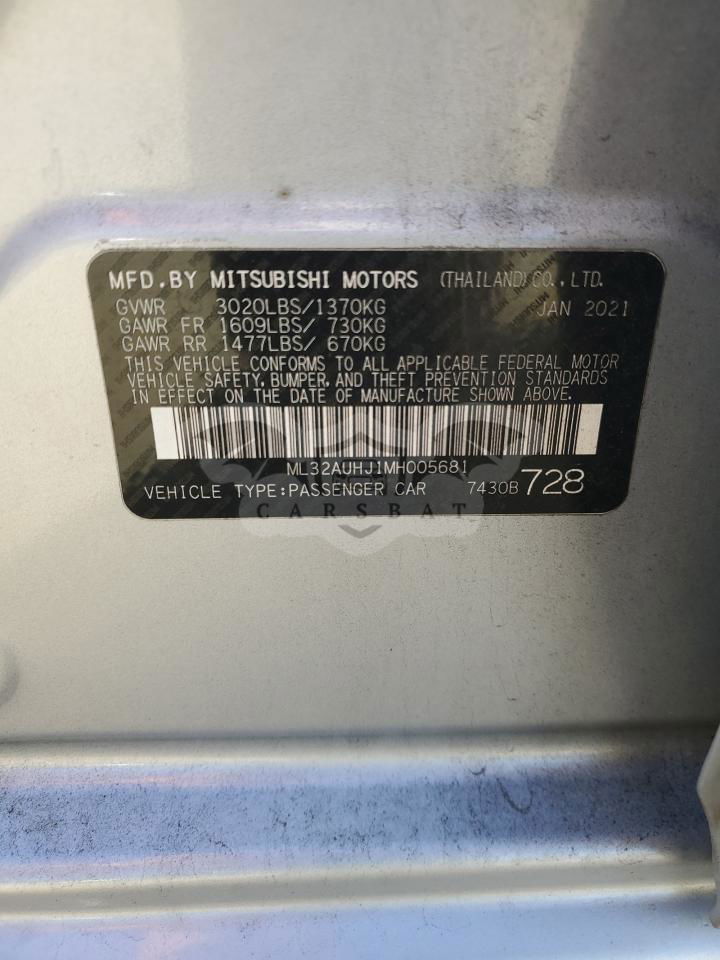 MFD.BY MITSUBISHI MOTORS (THAILAND)CO.,LTD.
GVWR 3020LBS/1370KG JAN 2021
GAWR FR 1609LBS/ 730KG
GAWR RR 1477LBS/ 670KG
THIS VEHICLE CONFORMS TO ALL APPLICABLE FEDERAL MOTOR
VEHICLE SAFETY, BUMPER, AND THEFT PREVENTION STANDARDS
IN EFFECT ON THE DATE OF MANUFACTURE SHOWN ABOVE.
ML32AUHJ1MH005681
VEHICLE TYPE:PASSENGER CAR 7430B 728
CARSBAT